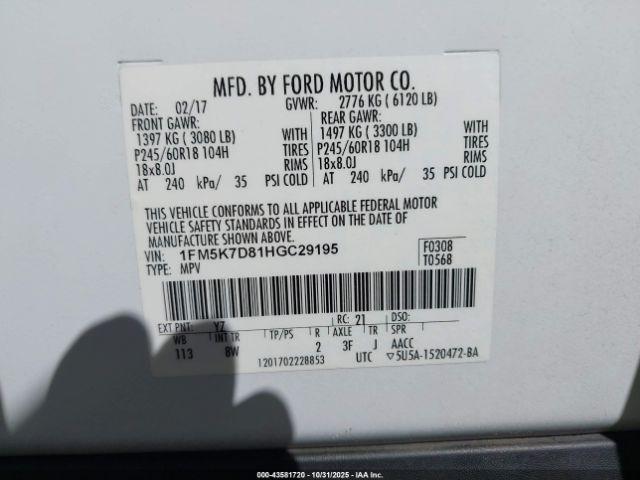 MFD. BY FORD MOTOR CO.
DATE: 02/17 GVWR: 2776 KG ( 6120 LB)
FRONT GAWR: REAR GAWR:
1397 KG ( 3080 LB) WITH 1497 KG ( 3300 LB) WITH
P245/60R18 104H TIRES P245/60R18 104H TIRES
18x8.0J RIMS 18x8.0J RIMS
AT 240 kPa/ 35 PSI COLD AT 240 kPa/ 35 PSI COLD
THIS VEHICLE CONFORMS TO ALL APPLICABLE FEDERAL MOTOR
VEHICLE SAFETY STANDARDS IN EFFECT ON THE DATE OF
MANUFACTURE SHOWN ABOVE.
VIN: 1FM5K7D81HGC29195 F0308
TYPE: MPV T0568
EXT PNT: YZ RC: 21 DSO:
WB INT TR TP/PS R AXLE TR SPR
113 8W 2 3F J AACC
1201702228853 UTC ▽5U5A-1520472-BA
000-43581720 - 10/31/2025 - IAA Inc.